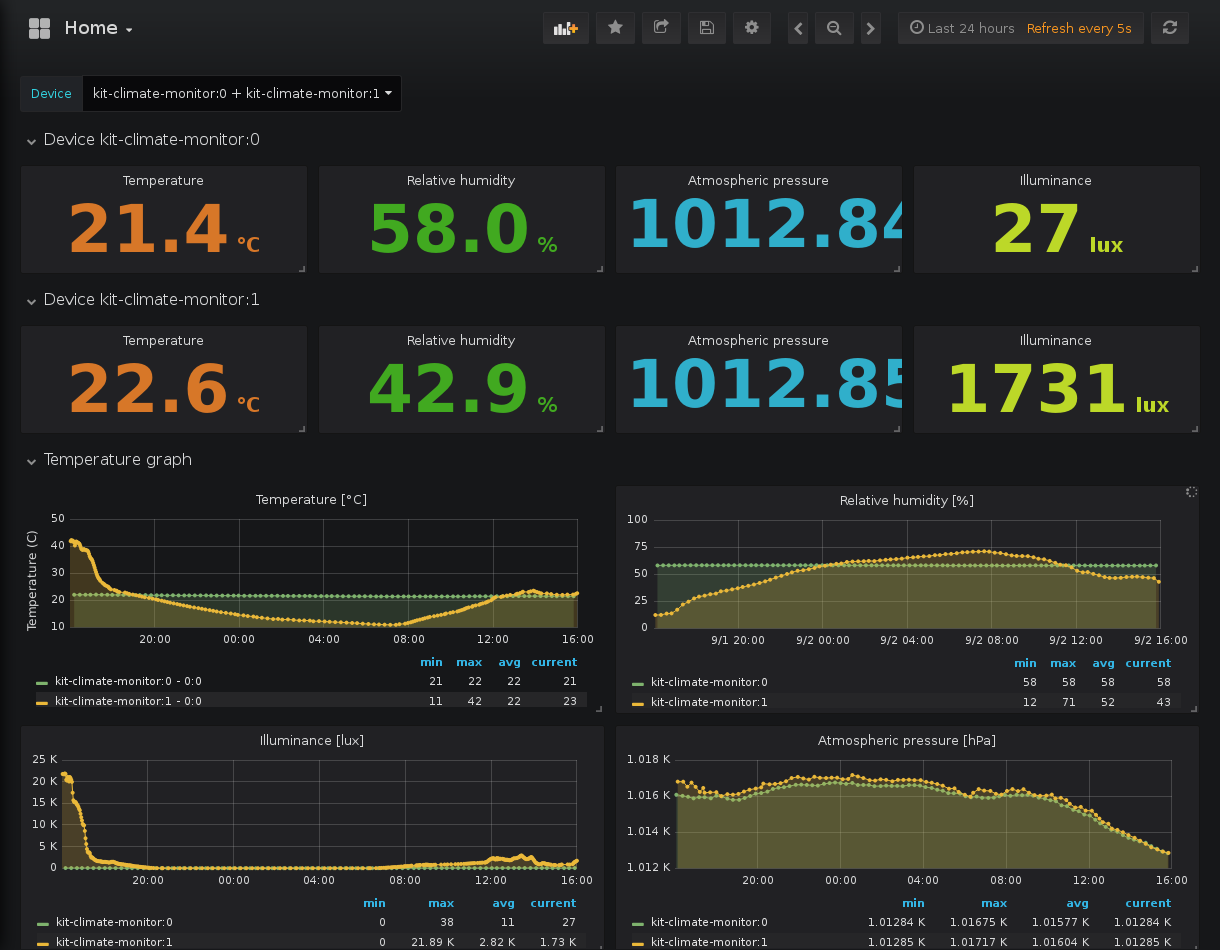 Home
Last 24 hours Refresh every 5s
Device kit-climate-monitor:0 + kit-climate-monitor:1
Device kit-climate-monitor:0
Temperature Relative humidity Atmospheric pressure Illuminance
21.4 °C 58.0 % 1012.84 27 lux
Device kit-climate-monitor:1
Temperature Relative humidity Atmospheric pressure Illuminance
22.6 °C 42.9 % 1012.85 1731 lux
Temperature graph
Temperature [°C]
Temperature (C)
50
40
30
20
10
20:00 00:00 04:00 08:00 12:00 16:00
min max avg current
kit-climate-monitor:0 - 0:0 21 22 22 21
kit-climate-monitor:1 - 0:0 11 42 22 23
Relative humidity [%]
100
75
50
25
0
9/1 20:00 9/2 00:00 9/2 04:00 9/2 08:00 9/2 12:00 9/2 16:00
min max avg current
kit-climate-monitor:0 58 58 58 58
kit-climate-monitor:1 12 71 52 43
Illuminance [lux]
25 K
20 K
15 K
10 K
5 K
0
20:00 00:00 04:00 08:00 12:00 16:00
min max avg current
kit-climate-monitor:0 0 38 11 27
kit-climate-monitor:1 0 21.89 K 2.82 K 1.73 K
Atmospheric pressure [hPa]
1.018 K
1.016 K
1.014 K
1.012 K
20:00 00:00 04:00 08:00 12:00 16:00
min max avg current
kit-climate-monitor:0 1.01284 K 1.01675 K 1.01577 K 1.01284 K
kit-climate-monitor:1 1.01285 K 1.01717 K 1.01604 K 1.01285 K